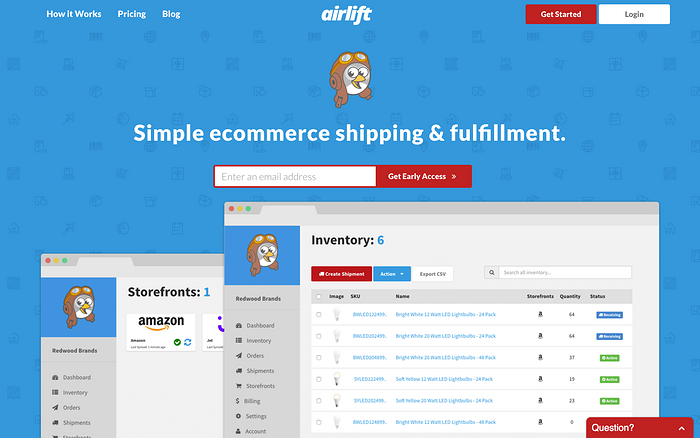 How it Works
Pricing
Blog
airlift
Get Started
Login
Simple ecommerce shipping & fulfillment.
Enter an email address
Get Early Access »
Storefronts: 1
amazon
Amazon
Last Synced 1 minute ago
Jet
Last Sy
Redwood Brands
Dashboard
Inventory
Orders
Shipments
Inventory: 6
Create Shipment
Action
Export CSV
Search all inventory...
Redwood Brands
Dashboard
Inventory
Orders
Shipments
Storefronts
Billing
Settings
Account
Image SKU Name Storefronts Quantity Status
BWLED122499.. Bright White 12 Watt LED Lightbulbs - 24 Pack 64 Receiving
BWLED202499.. Bright White 20 Watt LED Lightbulbs - 24 Pack 64 Receiving
BWLED204899.. Bright White 20 Watt LED Lightbulbs - 48 Pack 37 Active
SYLED122499.. Soft Yellow 12 Watt LED Lightbulbs - 24 Pack 19 Active
SYLED202499.. Soft Yellow 20 Watt LED Lightbulbs - 24 Pack 23 Active
BWLED124899.. Bright White 12 Watt LED Lightbulbs - 48 Pack 0
Question?